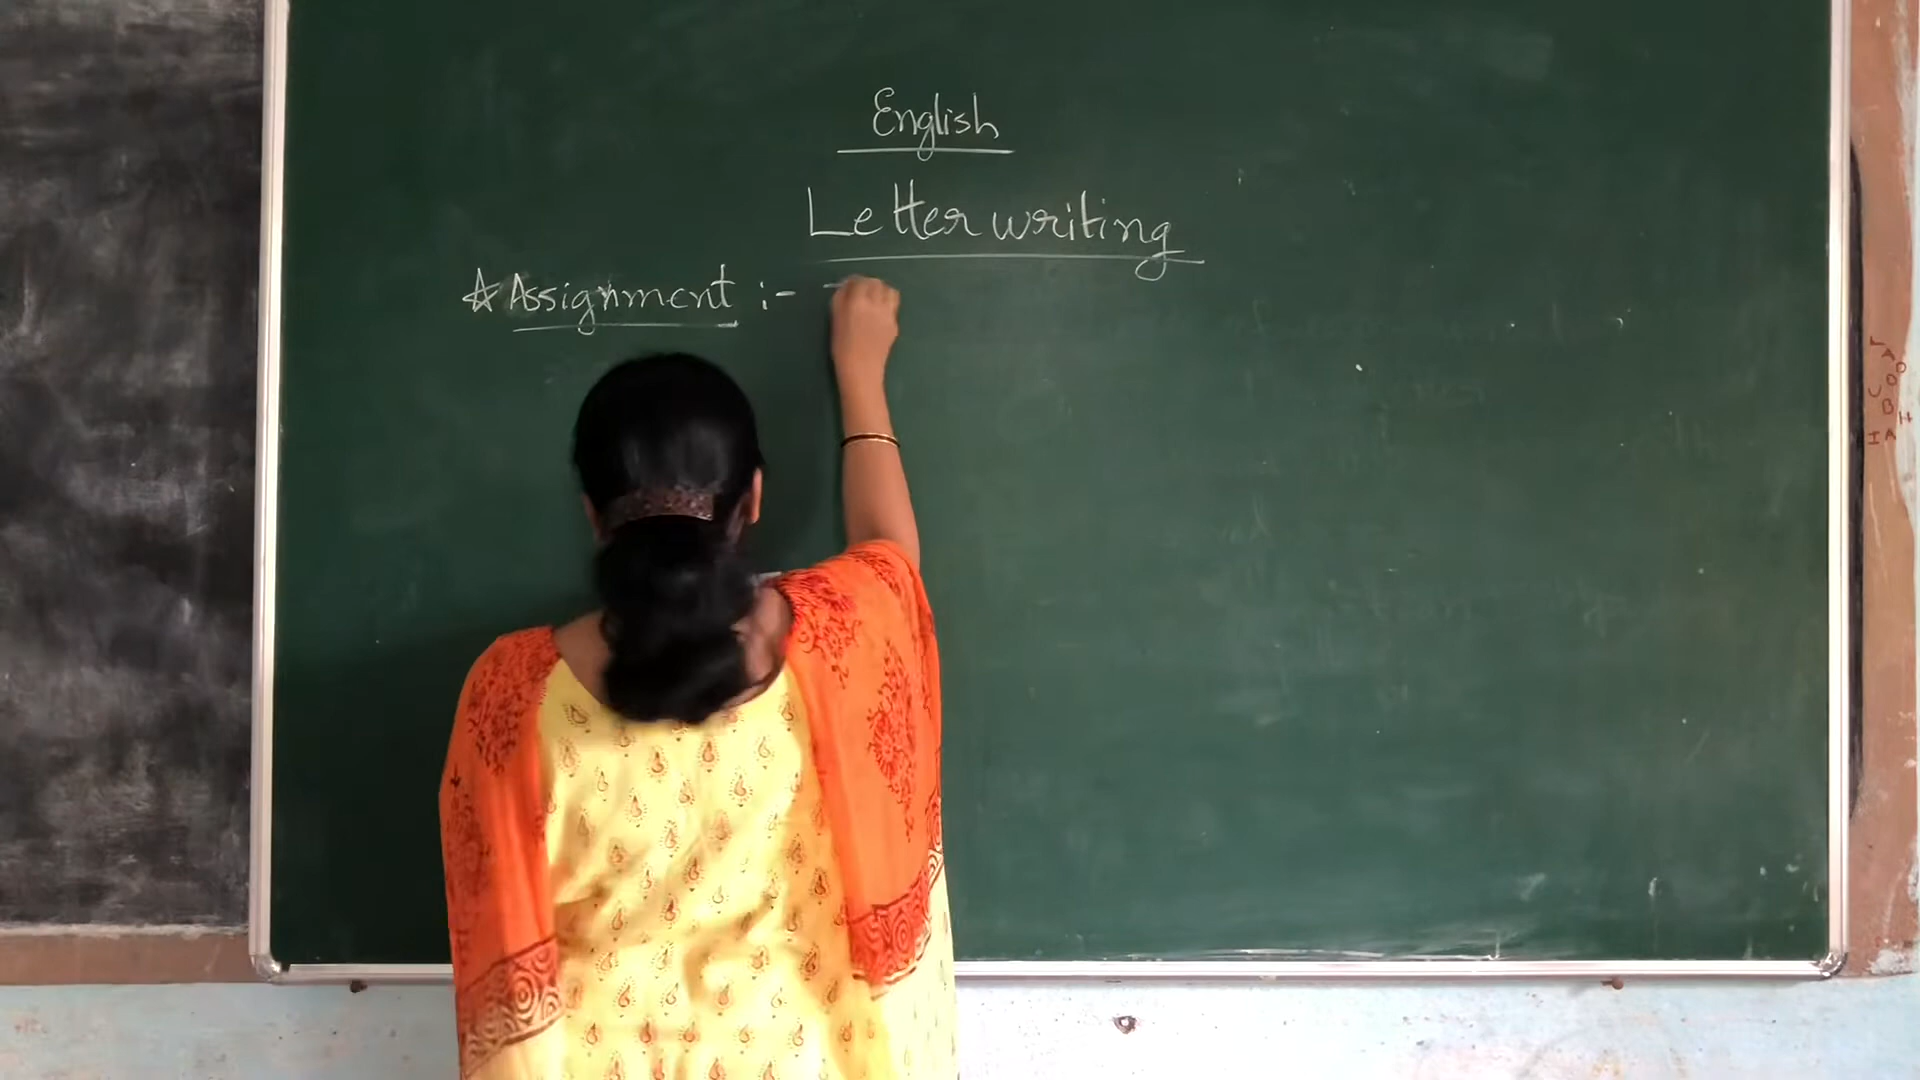 English
Letter writing
☆ Assignment :-